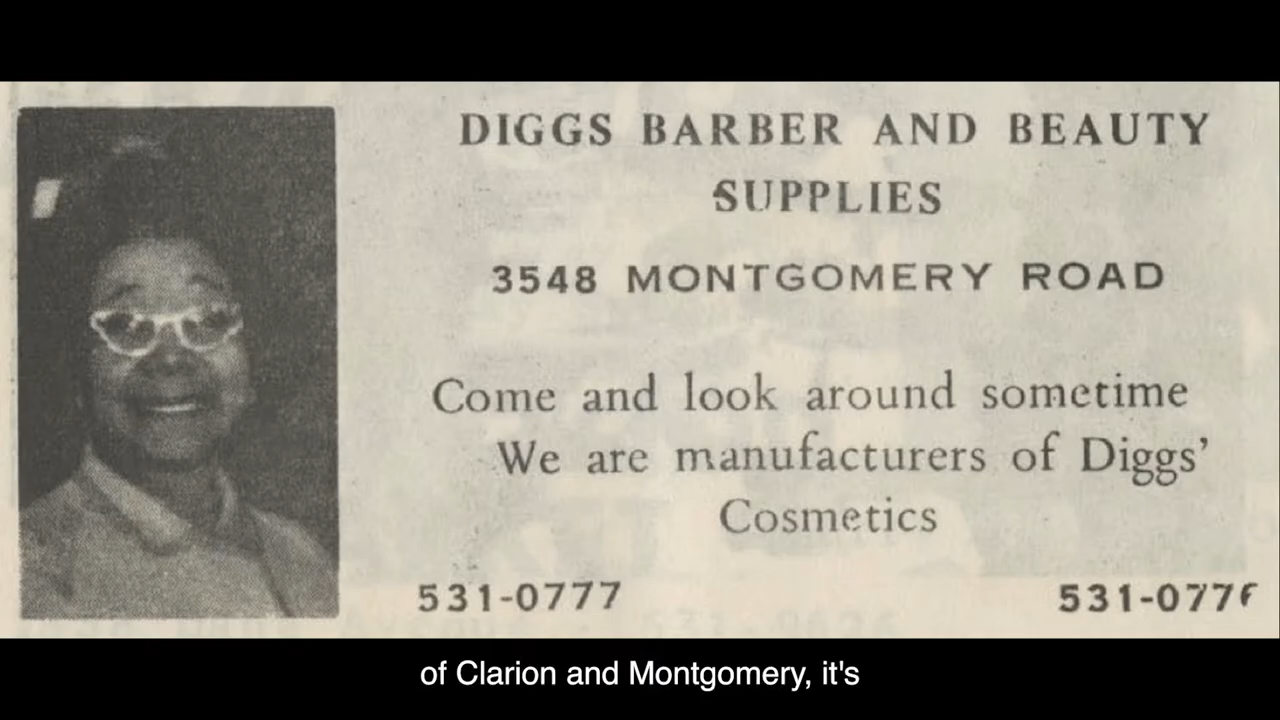 DIGGS BARBER AND BEAUTY
SUPPLIES
3548 MONTGOMERY ROAD
Come and look around sometime
We are manufacturers of Diggs'
Cosmetics
531-0777
of Clarion and Montgomery, it's